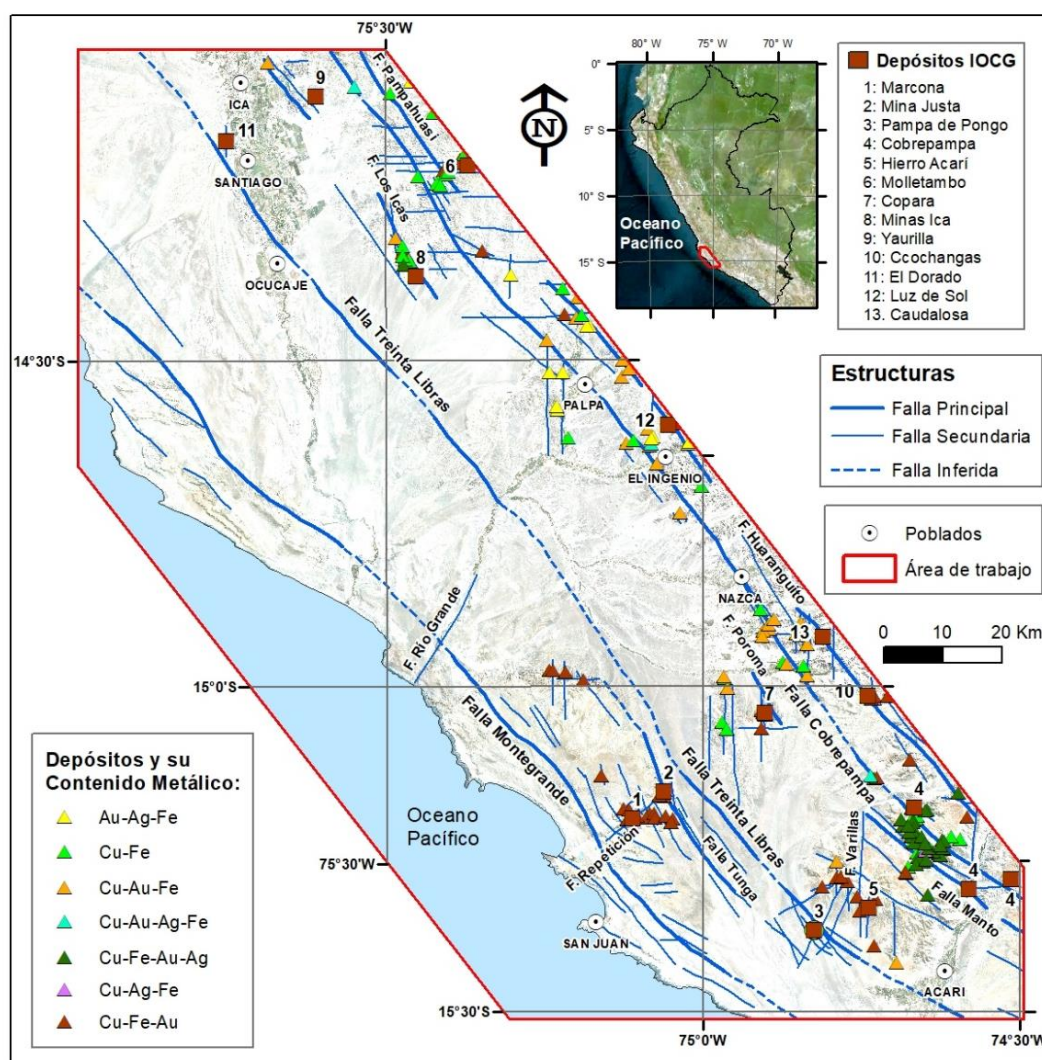 75°30'W
80° W
75° W
70° W
0°
5° S
10° S
15° S
Oceano
Pacífico
N
Depósitos IOCG
1: Marcona
2: Mina Justa
3: Pampa de Pongo
4: Cobrepampa
5: Hierro Acarí
6: Molletambo
7: Copara
8: Minas Ica
9: Yaurilla
10: Ccochangas
11: El Dorado
12: Luz de Sol
13. Caudalosa
Estructuras
Falla Principal
Falla Secundaria
Falla Inferida
Poblados
Área de trabajo
0 10 20 Km
F. Pampahuasi
9
ICA
11
SANTIAGO
6
F. Los Icas
8
OCUCAJE
Falla Treinta Libras
14°30'S
14°30'S
PALPA
12
EL INGENIO
F. Huaranguito
NAZCA
F. Poroma
13
F. Río Grande
15°0'S
15°0'S
10
7
Falla Montegrande
Falla Cobrepampa
2
Falla Treinta Libras
4
1
F. Repetición
Oceano
Pacífico
F. Varillas
Falla Tunga
75°30'W
4
4
5
Falla Manto
3
SAN JUAN
ACARI
15°30'S
15°30'S
75°0'W
74°30'W
Depósitos y su
Contenido Metálico:
Au-Ag-Fe
Cu-Fe
Cu-Au-Fe
Cu-Au-Ag-Fe
Cu-Fe-Au-Ag
Cu-Ag-Fe
Cu-Fe-Au